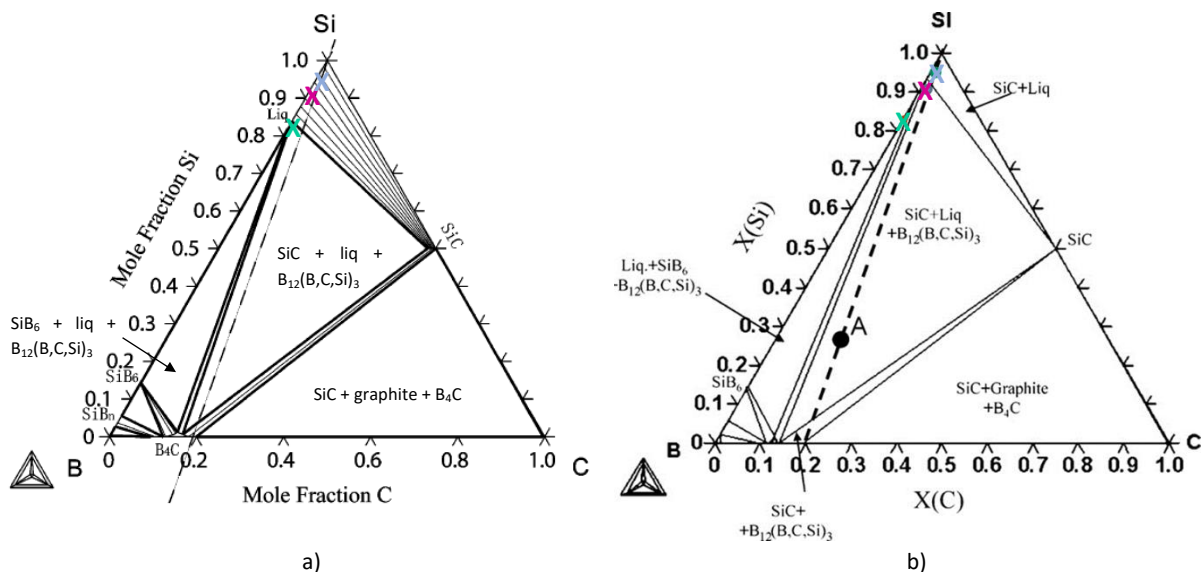 Si
1.0
0.9
Liq
0.8
0.7
0.6
0.5
0.4
0.3
0.2
0.1
0
Mole Fraction Si
SiC
SiC + liq +
B12(B,C,Si)3
SiB6 + liq +
B12(B,C,Si)3
SiB6
SiBn
B4C
SiC + graphite + B4C
B
0 0.2 0.4 0.6 0.8 1.0
C
Mole Fraction C
a)
SI
1.0
0.9
0.8
0.7
0.6
0.5
0.4
0.3
0.2
0.1
0
X(Si)
SiC+Liq
SiC+Liq
+B12(B,C,Si)3
SiC
Liq.+SiB6
-B12(B,C,Si)3
A
SiB6
SiC+Graphite
+B4C
B
C
0 0.1 0.2 0.3 0.4 0.5 0.6 0.7 0.8 0.9 1.0
X(C)
SiC+
+B12(B,C,Si)3
b)